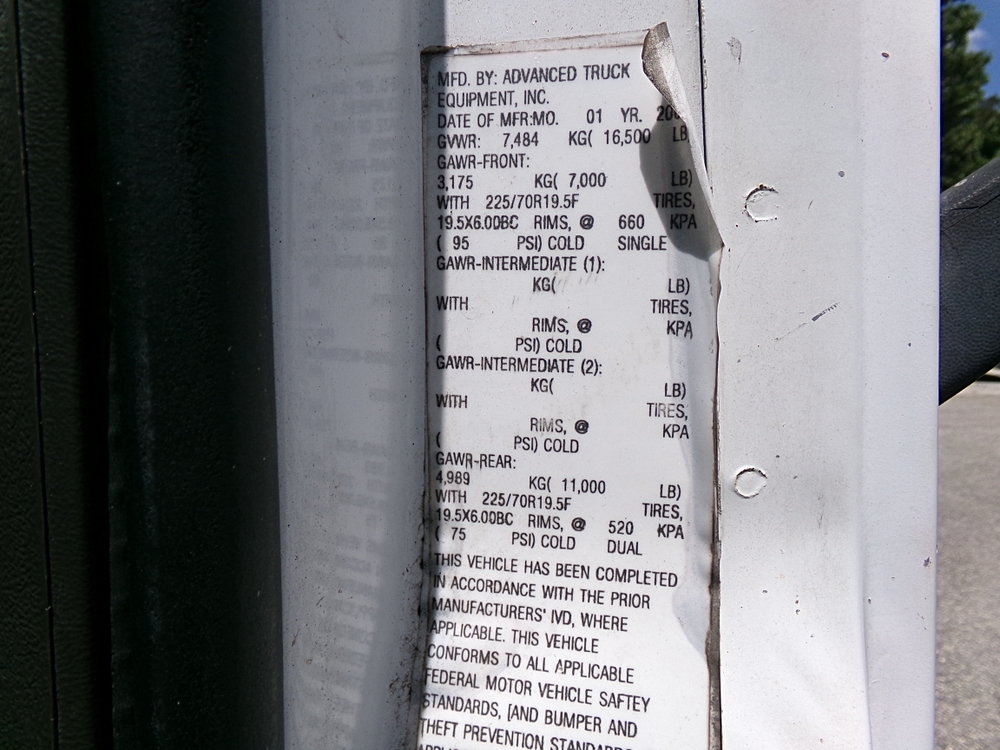 MFD. BY: ADVANCED TRUCK
EQUIPMENT, INC.
DATE OF MFR:MO. 01 YR.
GVWR: 7,484 KG( 16,500 LB)
GAWR-FRONT:
3,175 KG( 7,000 LB)
WITH 225/70R19.5F TIRES,
19.5X6.00BC RIMS, @ 660 KPA
( 95 PSI) COLD SINGLE
GAWR-INTERMEDIATE (1):
KG( LB)
WITH TIRES,
RIMS, @ KPA
( PSI) COLD
GAWR-INTERMEDIATE (2):
KG( LB)
WITH TIRES,
RIMS, @ KPA
( PSI) COLD
GAWR-REAR:
4,989 KG( 11,000 LB)
WITH 225/70R19.5F TIRES,
19.5X6.00BC RIMS, @ 520 KPA
( 75 PSI) COLD DUAL
THIS VEHICLE HAS BEEN COMPLETED
IN ACCORDANCE WITH THE PRIOR
MANUFACTURERS' IVD, WHERE
APPLICABLE. THIS VEHICLE
CONFORMS TO ALL APPLICABLE
FEDERAL MOTOR VEHICLE SAFTEY
STANDARDS, [AND BUMPER AND
THEFT PREVENTION STANDARDS